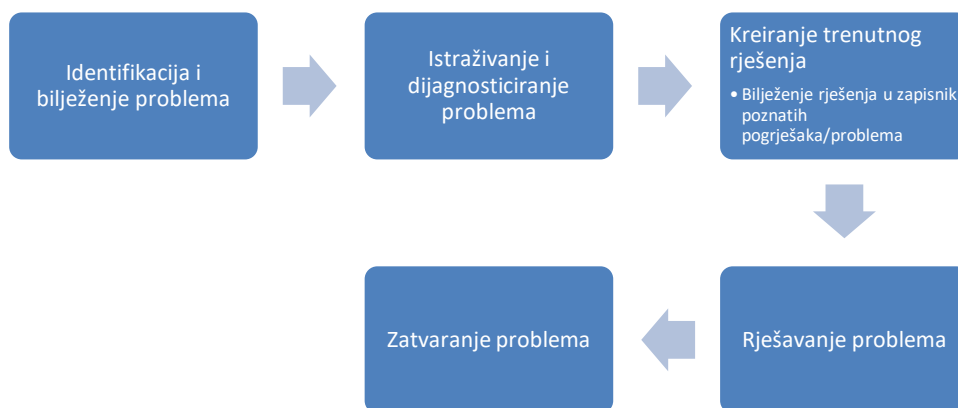 Identifikacija i
bilježenje problema
Istraživanje i
dijagnosticiranje
problema
Kreiranje trenutnog
rješenja
• Bilježenje rješenja u zapisnik
poznatih
pogrješaka/problema
Rješavanje problema
Zatvaranje problema